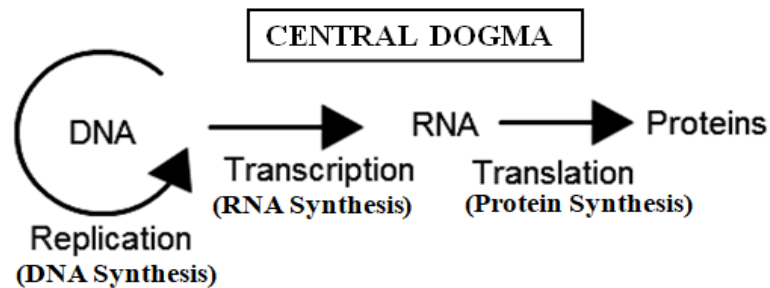 CENTRAL DOGMA
DNA
RNA
Proteins
Transcription
(RNA Synthesis)
Translation
(Protein Synthesis)
Replication
(DNA Synthesis)